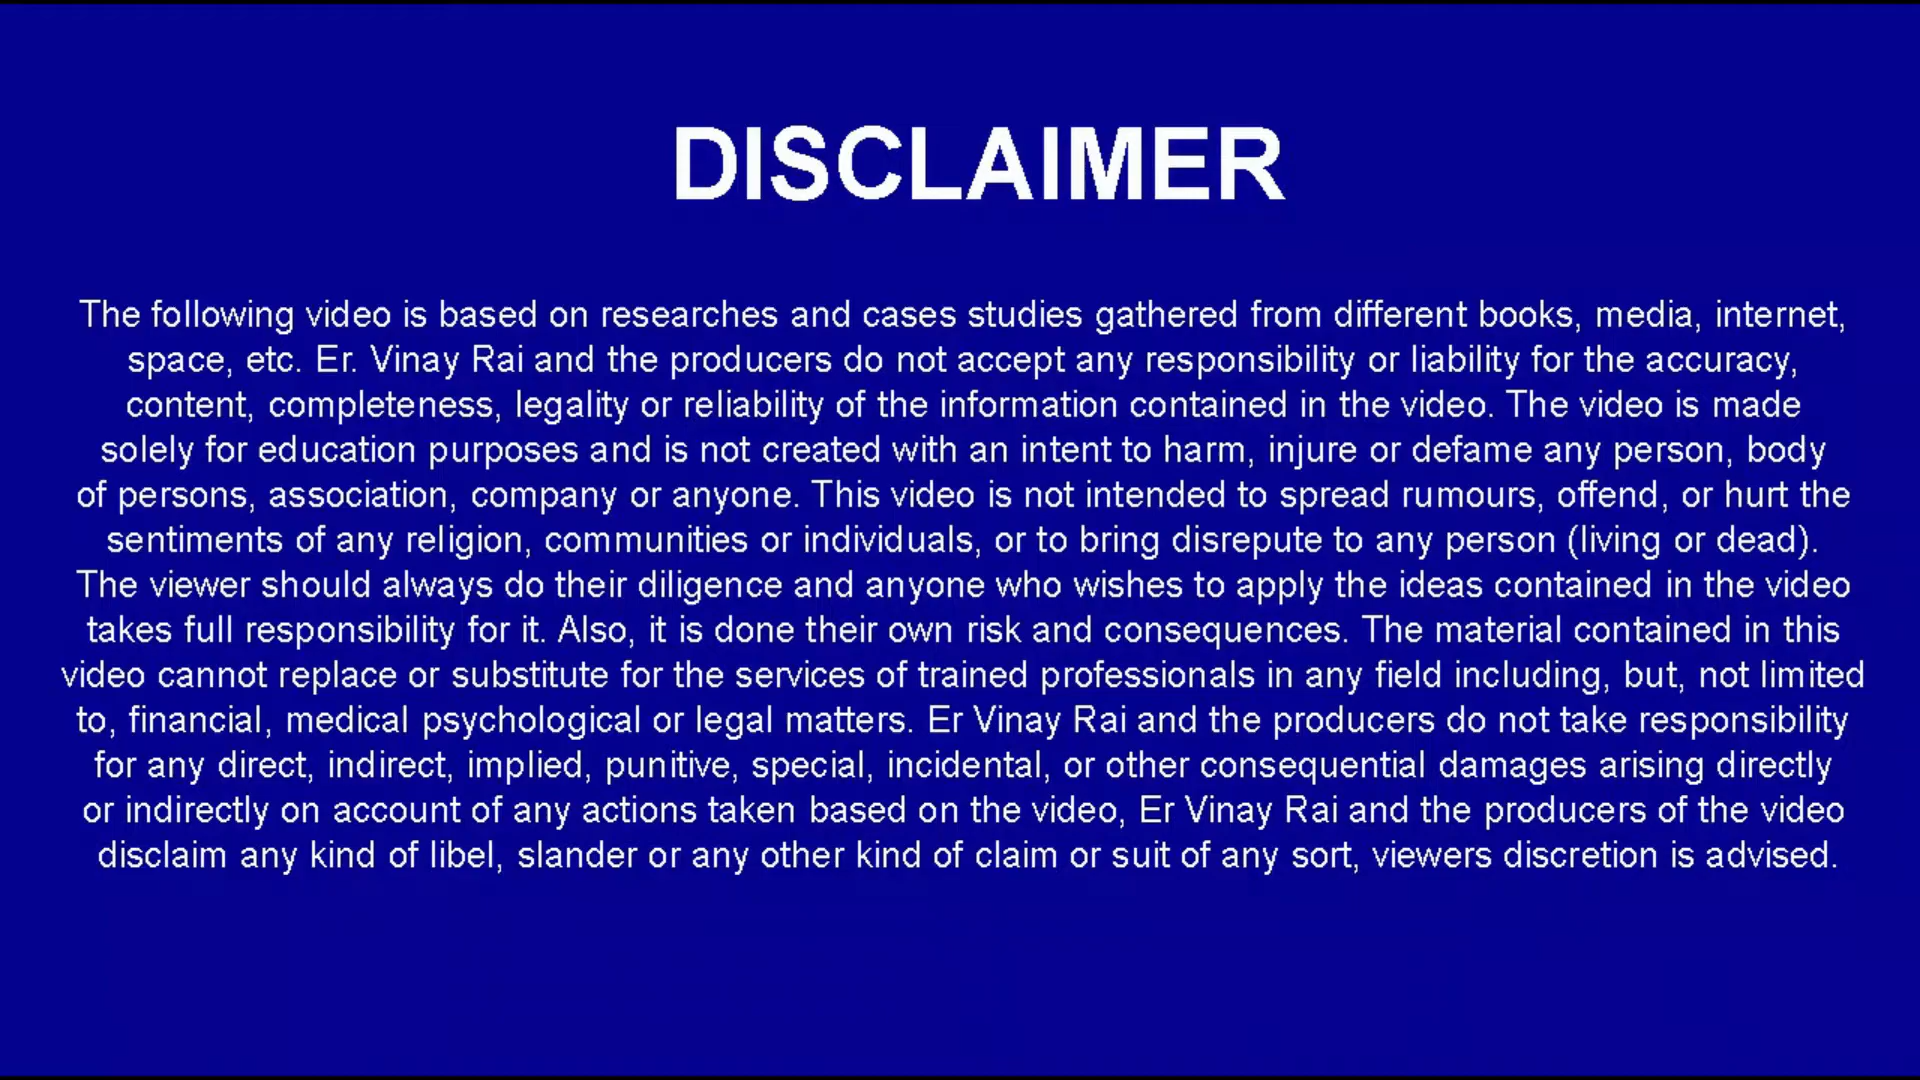 DISCLAIMER
The following video is based on researches and cases studies gathered from different books, media, internet,
space, etc. Er. Vinay Rai and the producers do not accept any responsibility or liability for the accuracy,
content, completeness, legality or reliability of the information contained in the video. The video is made
solely for education purposes and is not created with an intent to harm, injure or defame any person, body
of persons, association, company or anyone. This video is not intended to spread rumours, offend, or hurt the
sentiments of any religion, communities or individuals, or to bring disrepute to any person (living or dead).
The viewer should always do their diligence and anyone who wishes to apply the ideas contained in the video
takes full responsibility for it. Also, it is done their own risk and consequences. The material contained in this
video cannot replace or substitute for the services of trained professionals in any field including, but, not limited
to, financial, medical psychological or legal matters. Er Vinay Rai and the producers do not take responsibility
for any direct, indirect, implied, punitive, special, incidental, or other consequential damages arising directly
or indirectly on account of any actions taken based on the video, Er Vinay Rai and the producers of the video
disclaim any kind of libel, slander or any other kind of claim or suit of any sort, viewers discretion is advised.